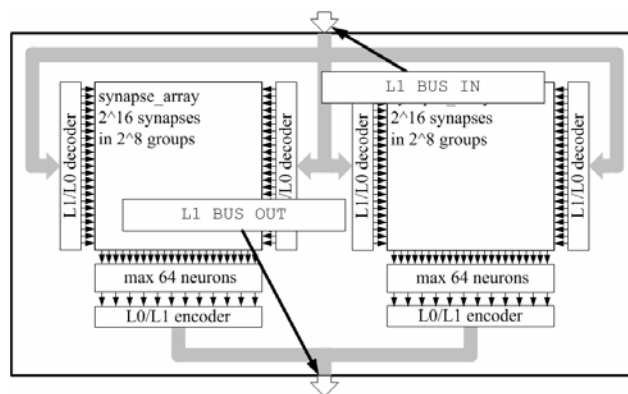 synapse_array
2^16 synapses
in 2^8 groups
L1/L0 decoder
L1/L0 decoder
L1 BUS OUT
max 64 neurons
L0/L1 encoder
L1 BUS IN
2^16 synapses
in 2^8 groups
L1/L0 decoder
L1/L0 decoder
max 64 neurons
L0/L1 encoder